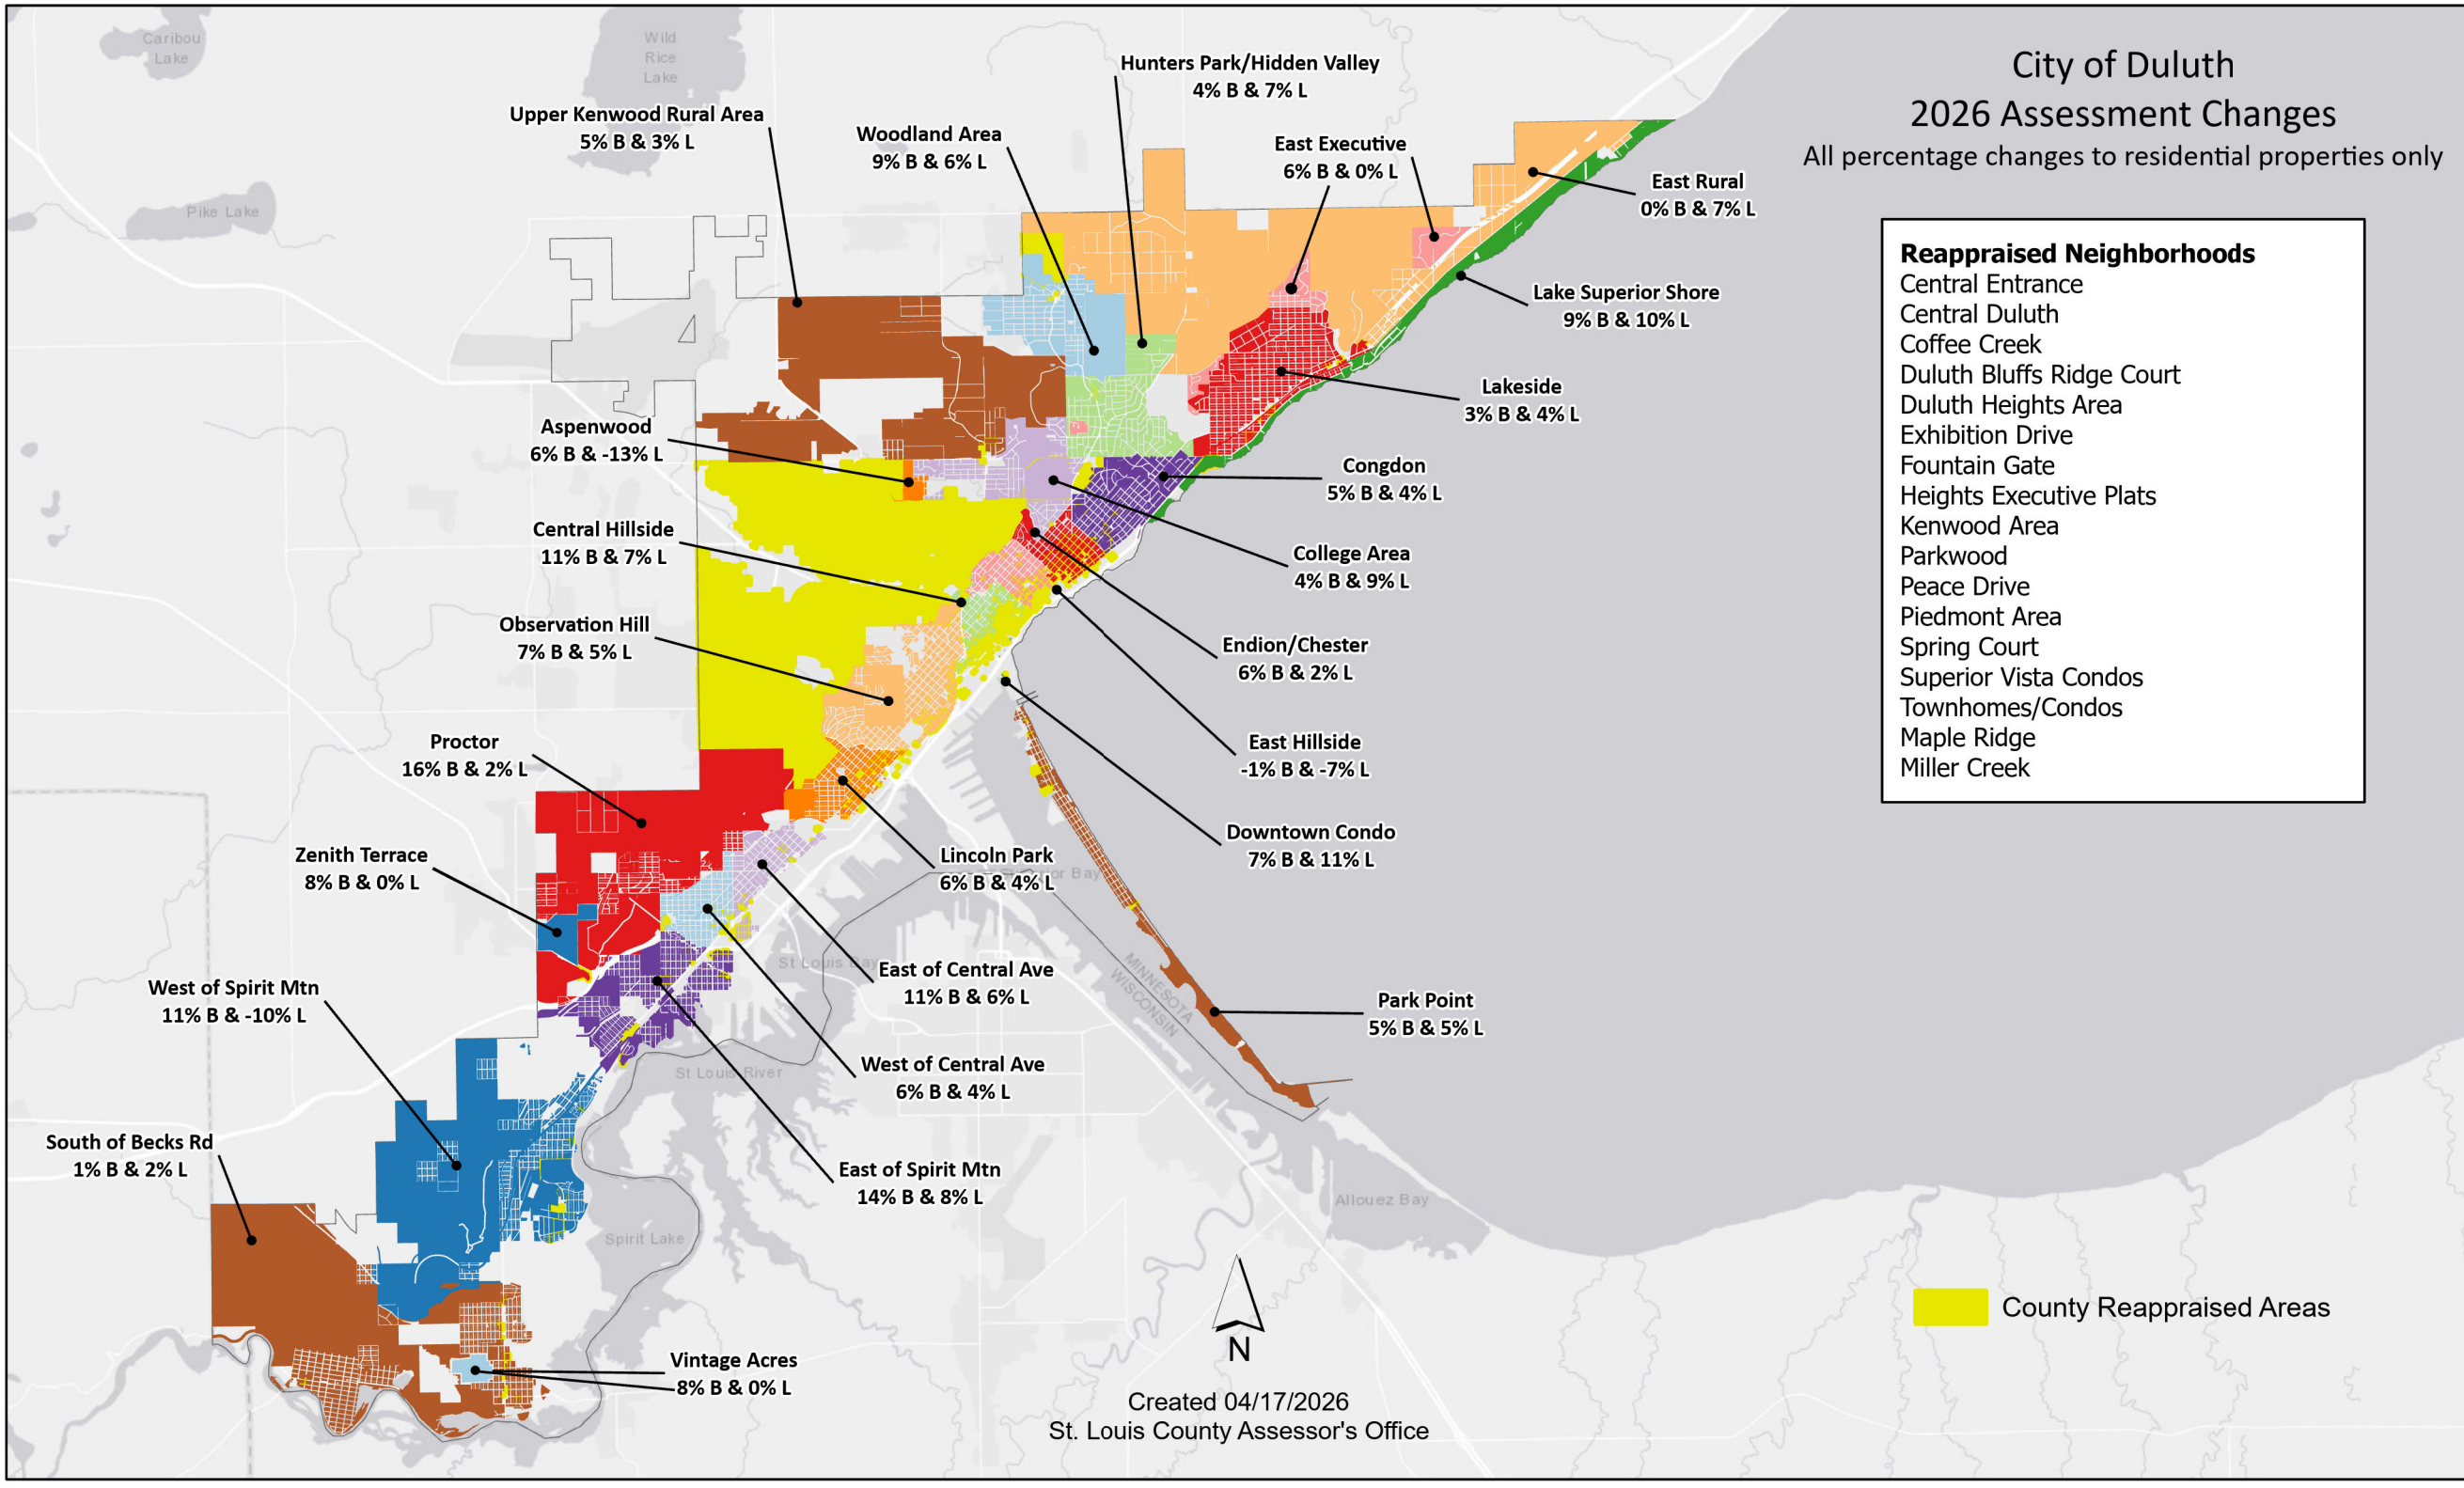 City of Duluth
2026 Assessment Changes
All percentage changes to residential properties only
Caribou
Lake
Wild
Rice
Lake
Pike Lake
Hunters Park/Hidden Valley
4% B & 7% L
Upper Kenwood Rural Area
5% B & 3% L
Woodland Area
9% B & 6% L
East Executive
6% B & 0% L
East Rural
0% B & 7% L
Lake Superior Shore
9% B & 10% L
Lakeside
3% B & 4% L
Aspenwood
6% B & -13% L
Congdon
5% B & 4% L
Central Hillside
11% B & 7% L
College Area
4% B & 9% L
Observation Hill
7% B & 5% L
Endion/Chester
6% B & 2% L
Proctor
16% B & 2% L
East Hillside
-1% B & -7% L
Downtown Condo
7% B & 11% L
Zenith Terrace
8% B & 0% L
Lincoln Park
6% B & 4% L
Bay
St Louis Bay
East of Central Ave
11% B & 6% L
West of Spirit Mtn
11% B & -10% L
MINNESOTA
WISCONSIN
Park Point
5% B & 5% L
St Louis River
West of Central Ave
6% B & 4% L
South of Becks Rd
1% B & 2% L
East of Spirit Mtn
14% B & 8% L
Allouez Bay
Spirit Lake
Vintage Acres
8% B & 0% L
Reappraised Neighborhoods
Central Entrance
Central Duluth
Coffee Creek
Duluth Bluffs Ridge Court
Duluth Heights Area
Exhibition Drive
Fountain Gate
Heights Executive Plats
Kenwood Area
Parkwood
Peace Drive
Piedmont Area
Spring Court
Superior Vista Condos
Townhomes/Condos
Maple Ridge
Miller Creek
County Reappraised Areas
N
Created 04/17/2026
St. Louis County Assessor's Office